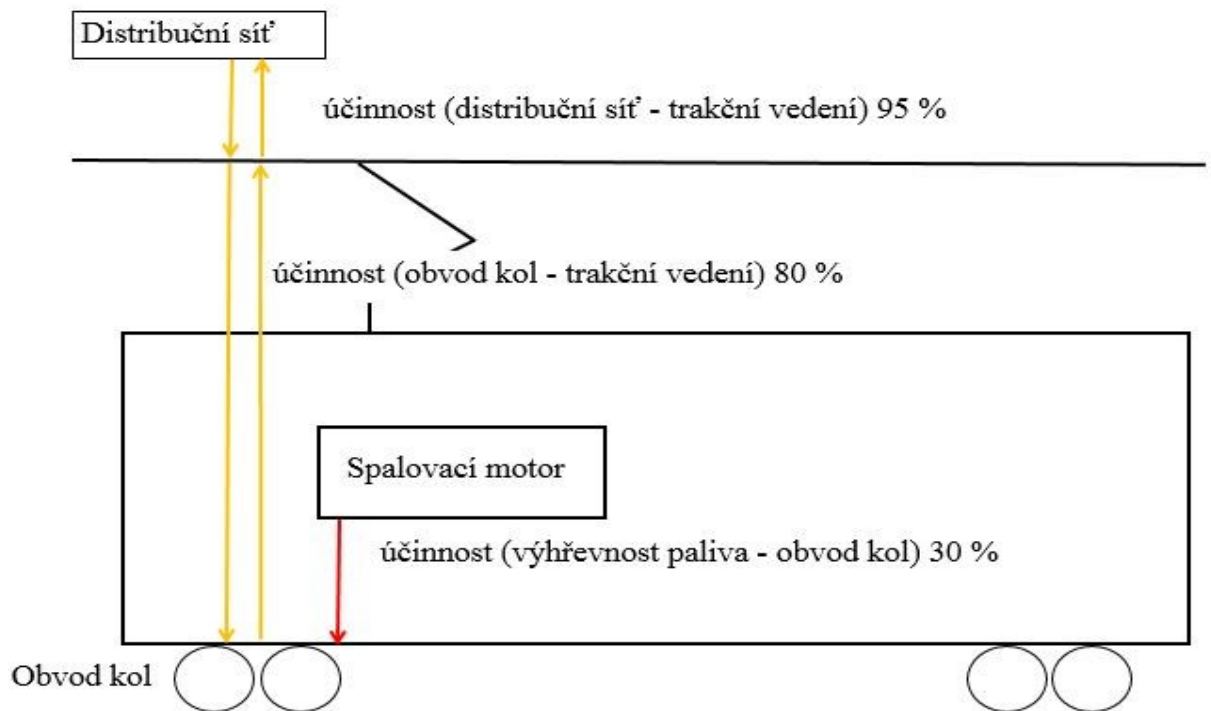 Distribuční síť
účinnost (distribuční síť - trakční vedení) 95 %
účinnost (obvod kol - trakční vedení) 80 %
Spalovací motor
účinnost (výhřevnost paliva - obvod kol) 30 %
Obvod kol